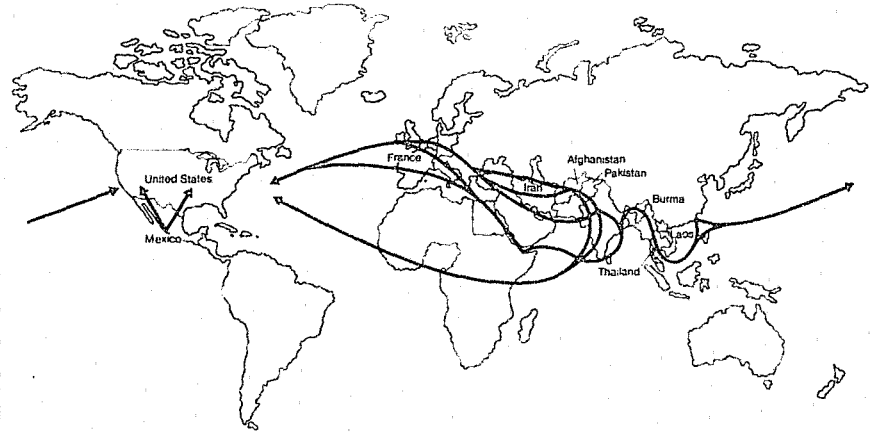 France
Afghanistan
Pakistan
United States
Iran
Burma
Mexico
Laos
Thailand